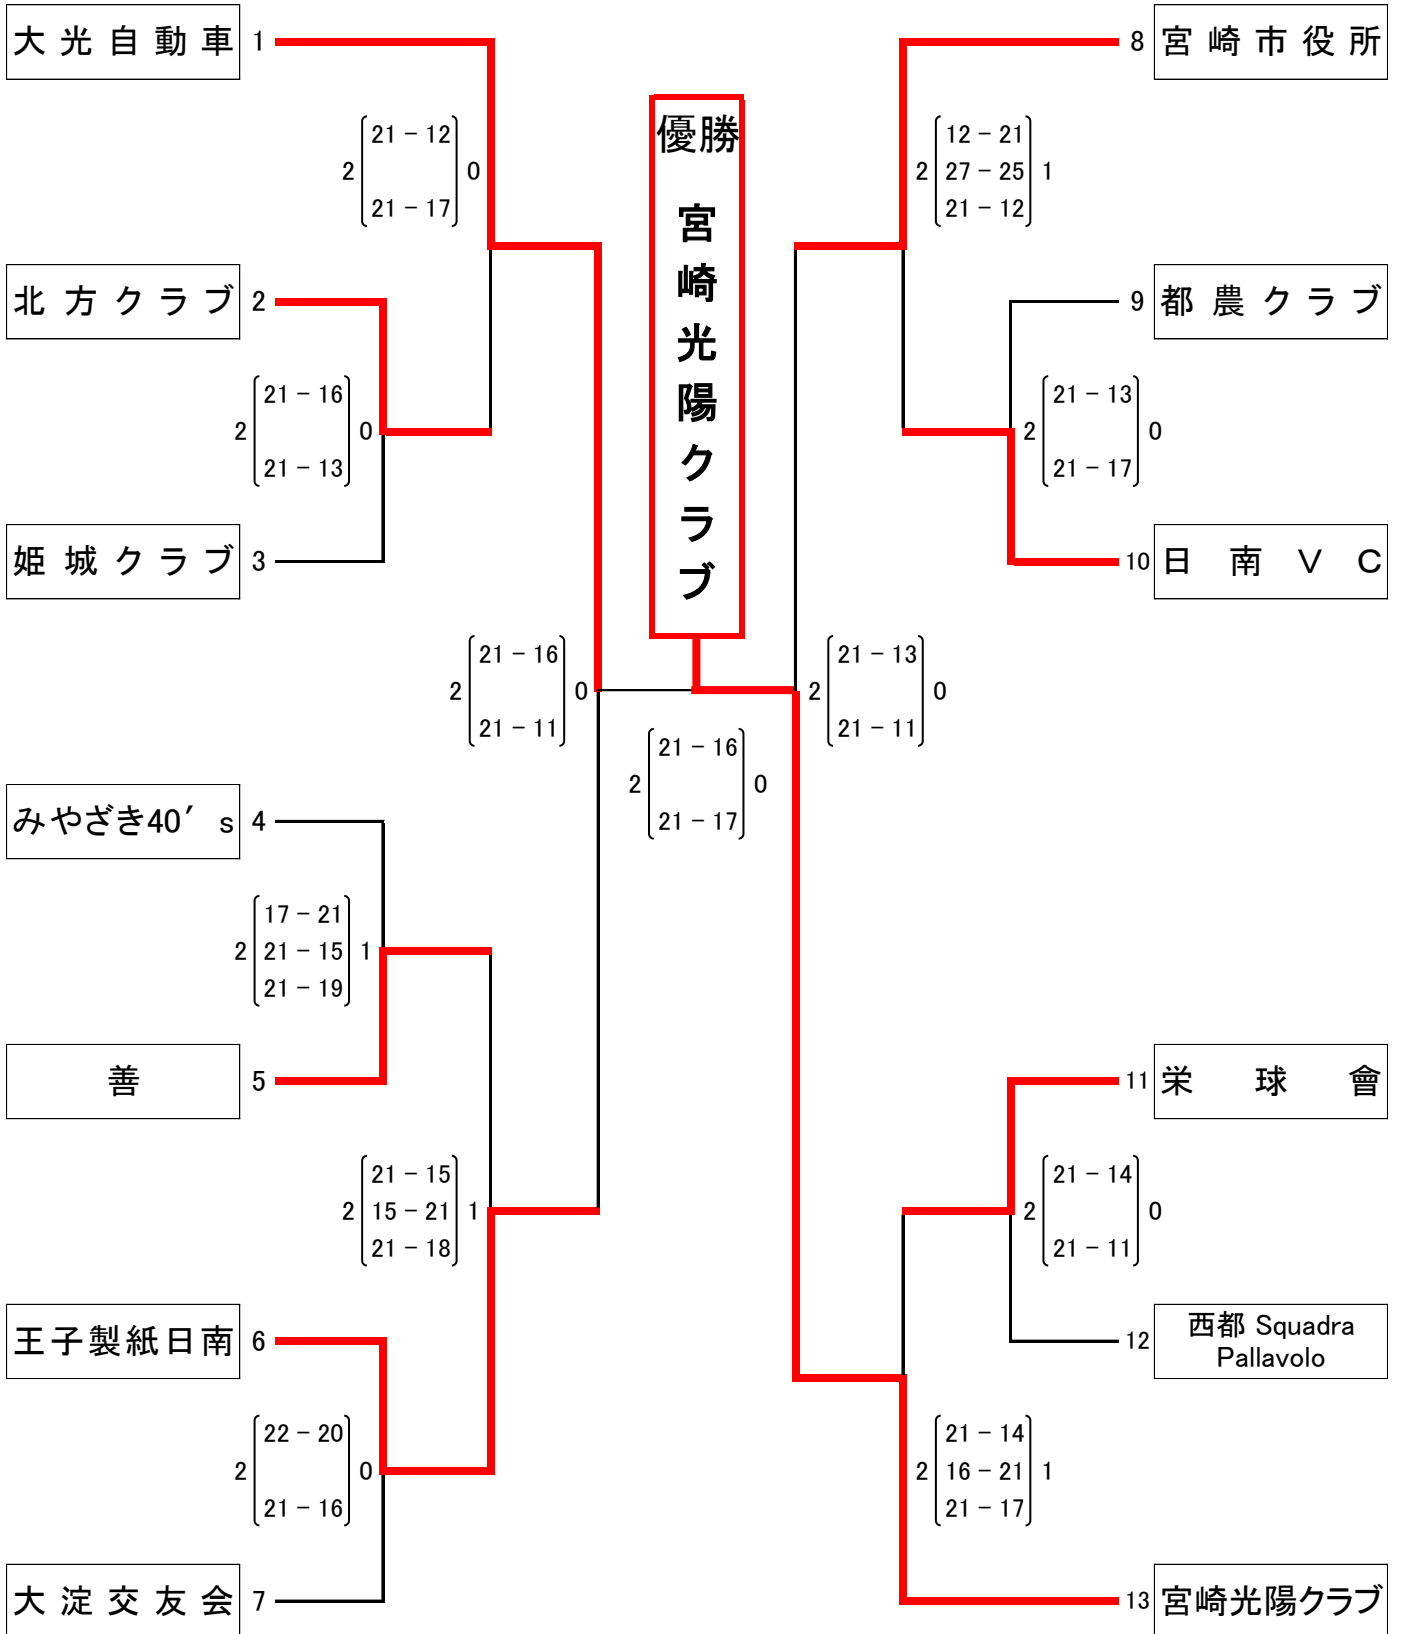 大光自動車 1
21 - 12
2 0
21 - 17
北方クラブ 2
21 - 16
2 0
21 - 13
姫城クラブ 3
21 - 16
2 0
21 - 11
みやざき40′s 4
17 - 21
2 21 - 15 1
21 - 19
善 5
21 - 15
2 15 - 21 1
21 - 18
王子製紙日南 6
22 - 20
2 0
21 - 16
大淀交友会 7
優勝
宮崎光陽クラブ
21 - 16
2 0
21 - 17
8 宮崎市役所
12 - 21
2 27 - 25 1
21 - 12
9 都農クラブ
21 - 13
2 0
21 - 17
10 日南VC
21 - 13
2 0
21 - 11
11 栄球會
21 - 14
2 0
21 - 11
12 西都 Squadra
Pallavolo
21 - 14
2 16 - 21 1
21 - 17
13 宮崎光陽クラブ